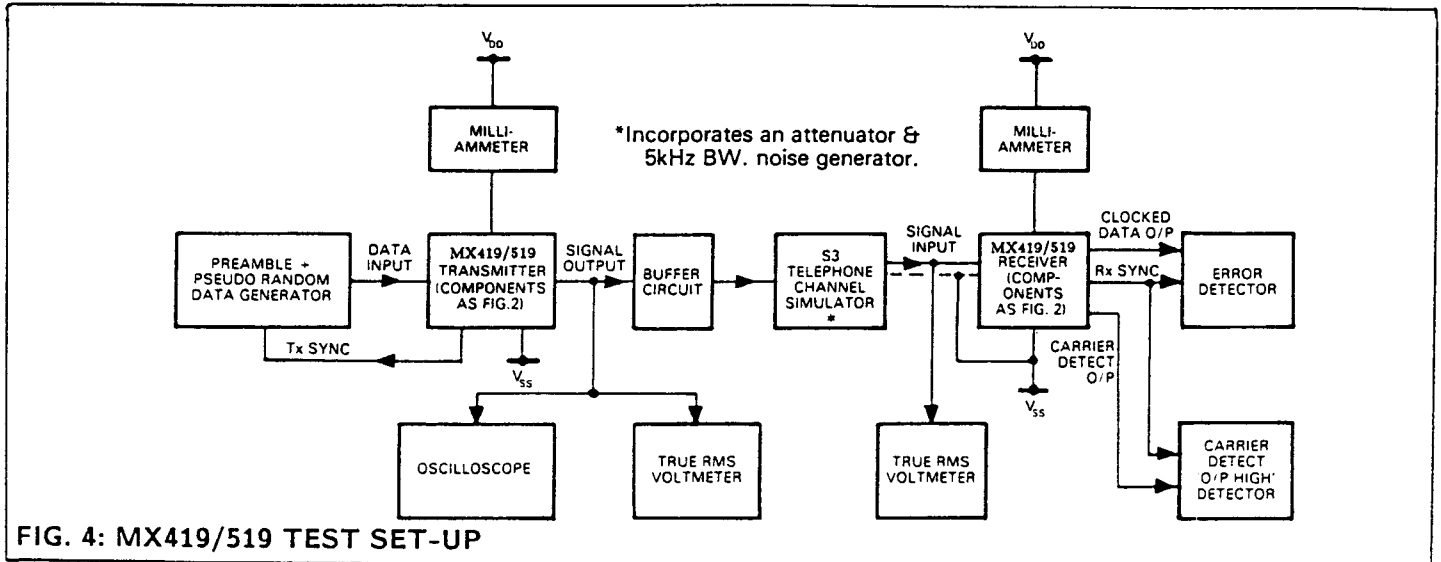 V_DD
V_DD
MILLI-
AMMETER
*Incorporates an attenuator &
5kHz BW. noise generator.
MILLI-
AMMETER
PREAMBLE +
PSEUDO RANDOM
DATA GENERATOR
DATA
INPUT
MX419/519
TRANSMITTER
(COMPONENTS
AS FIG.2)
SIGNAL
OUTPUT
BUFFER
CIRCUIT
S3
TELEPHONE
CHANNEL
SIMULATOR
*
SIGNAL
INPUT
MX419/519
RECEIVER
(COMP-
ONENTS
AS FIG. 2)
CLOCKED
DATA O/P
Rx SYNC
ERROR
DETECTOR
Tx SYNC
V_SS
CARRIER
DETECT
O/P
V_SS
OSCILLOSCOPE
TRUE RMS
VOLTMETER
TRUE RMS
VOLTMETER
CARRIER
DETECT
'O/P HIGH'
DETECTOR
FIG. 4: MX419/519 TEST SET-UP